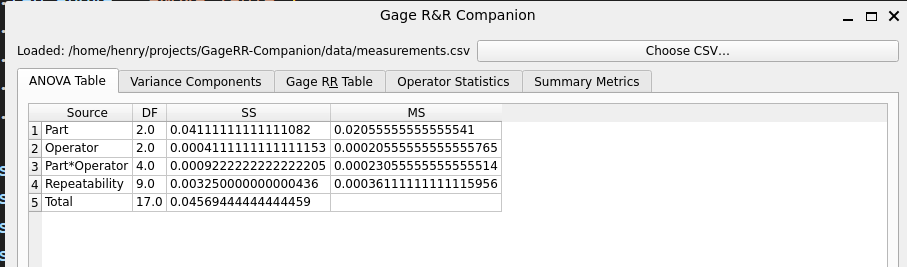 Gage R&R Companion
Loaded: /home/henry/projects/GageRR-Companion/data/measurements.csv Choose CSV...
ANOVA Table Variance Components Gage RR Table Operator Statistics Summary Metrics
Source DF SS MS
1 Part 2.0 0.04111111111111082 0.02055555555555541
2 Operator 2.0 0.0004111111111111153 0.00020555555555555765
3 Part*Operator 4.0 0.0009222222222222205 0.00023055555555555514
4 Repeatability 9.0 0.003250000000000436 0.00036111111111115956
5 Total 17.0 0.04569444444444459